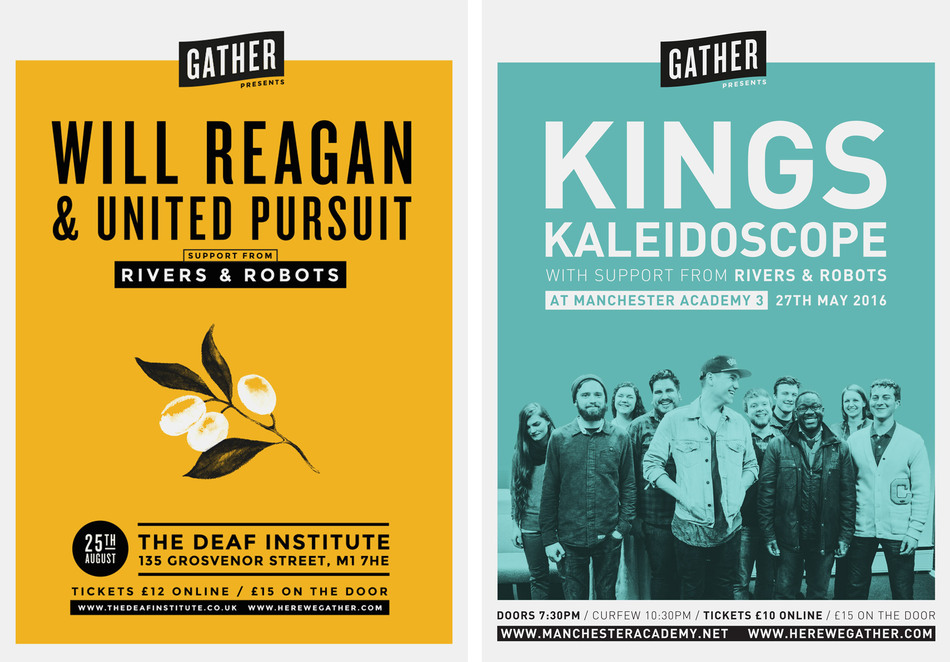 GATHER
PRESENTS
WILL REAGAN
& UNITED PURSUIT
SUPPORT FROM
RIVERS & ROBOTS
25TH
AUGUST
THE DEAF INSTITUTE
135 GROSVENOR STREET, M1 7HE
TICKETS £12 ONLINE / £15 ON THE DOOR
WWW.THEDEAFINSTITUTE.CO.UK WWW.HEREWEGATHER.COM
GATHER
PRESENTS
KINGS
KALEIDOSCOPE
WITH SUPPORT FROM RIVERS & ROBOTS
AT MANCHESTER ACADEMY 3 27TH MAY 2016
C
DOORS 7:30PM / CURFEW 10:30PM / TICKETS £10 ONLINE / £15 ON THE DOOR
WWW.MANCHESTERACADEMY.NET WWW.HEREWEGATHER.COM